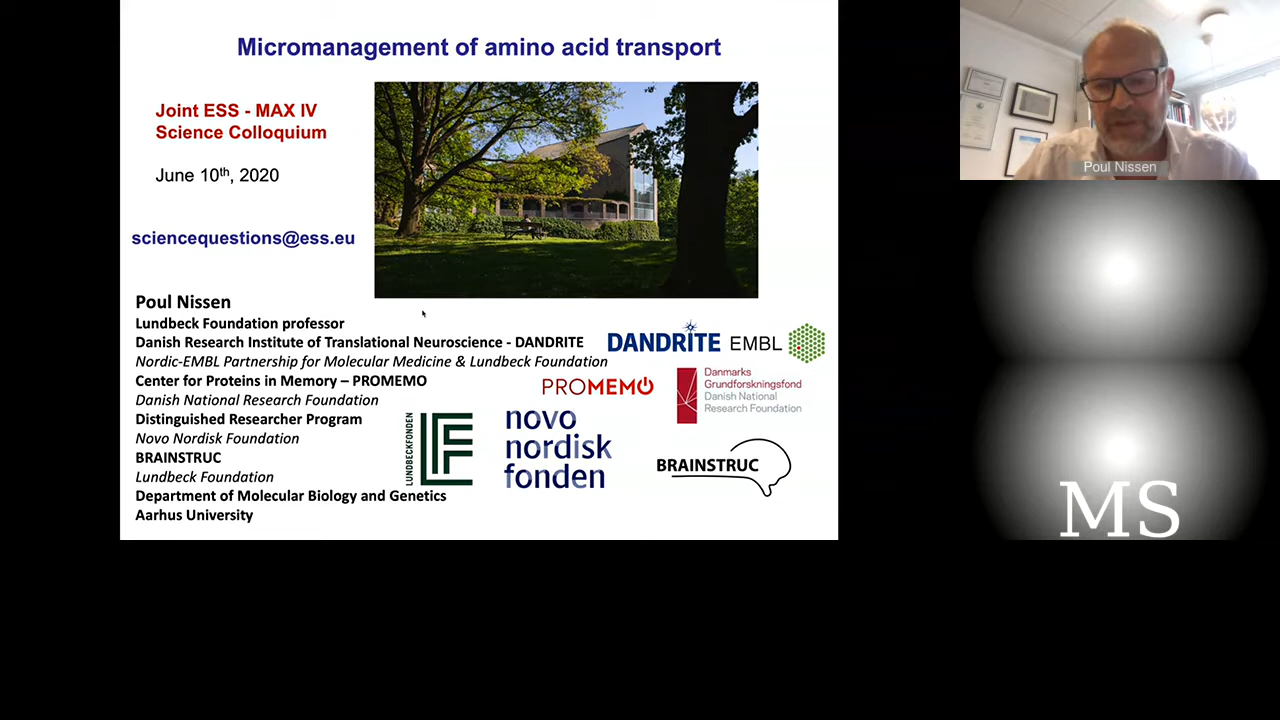 Micromanagement of amino acid transport
Joint ESS - MAX IV
Science Colloquium
June 10th, 2020
sciencequestions@ess.eu
Poul Nissen
Lundbeck Foundation professor
Danish Research Institute of Translational Neuroscience - DANDRITE
Nordic-EMBL Partnership for Molecular Medicine & Lundbeck Foundation
Center for Proteins in Memory – PROMEMO
Danish National Research Foundation
Distinguished Researcher Program
Novo Nordisk Foundation
BRAINSTRUC
Lundbeck Foundation
Department of Molecular Biology and Genetics
Aarhus University
DANDRITE
EMBL
PROMEMO
Danmarks
Grundforskningsfond
Danish National
Research Foundation
LUNDBECKFONDEN
novo
nordisk
fonden
BRAINSTRUC
Poul Nissen
MS